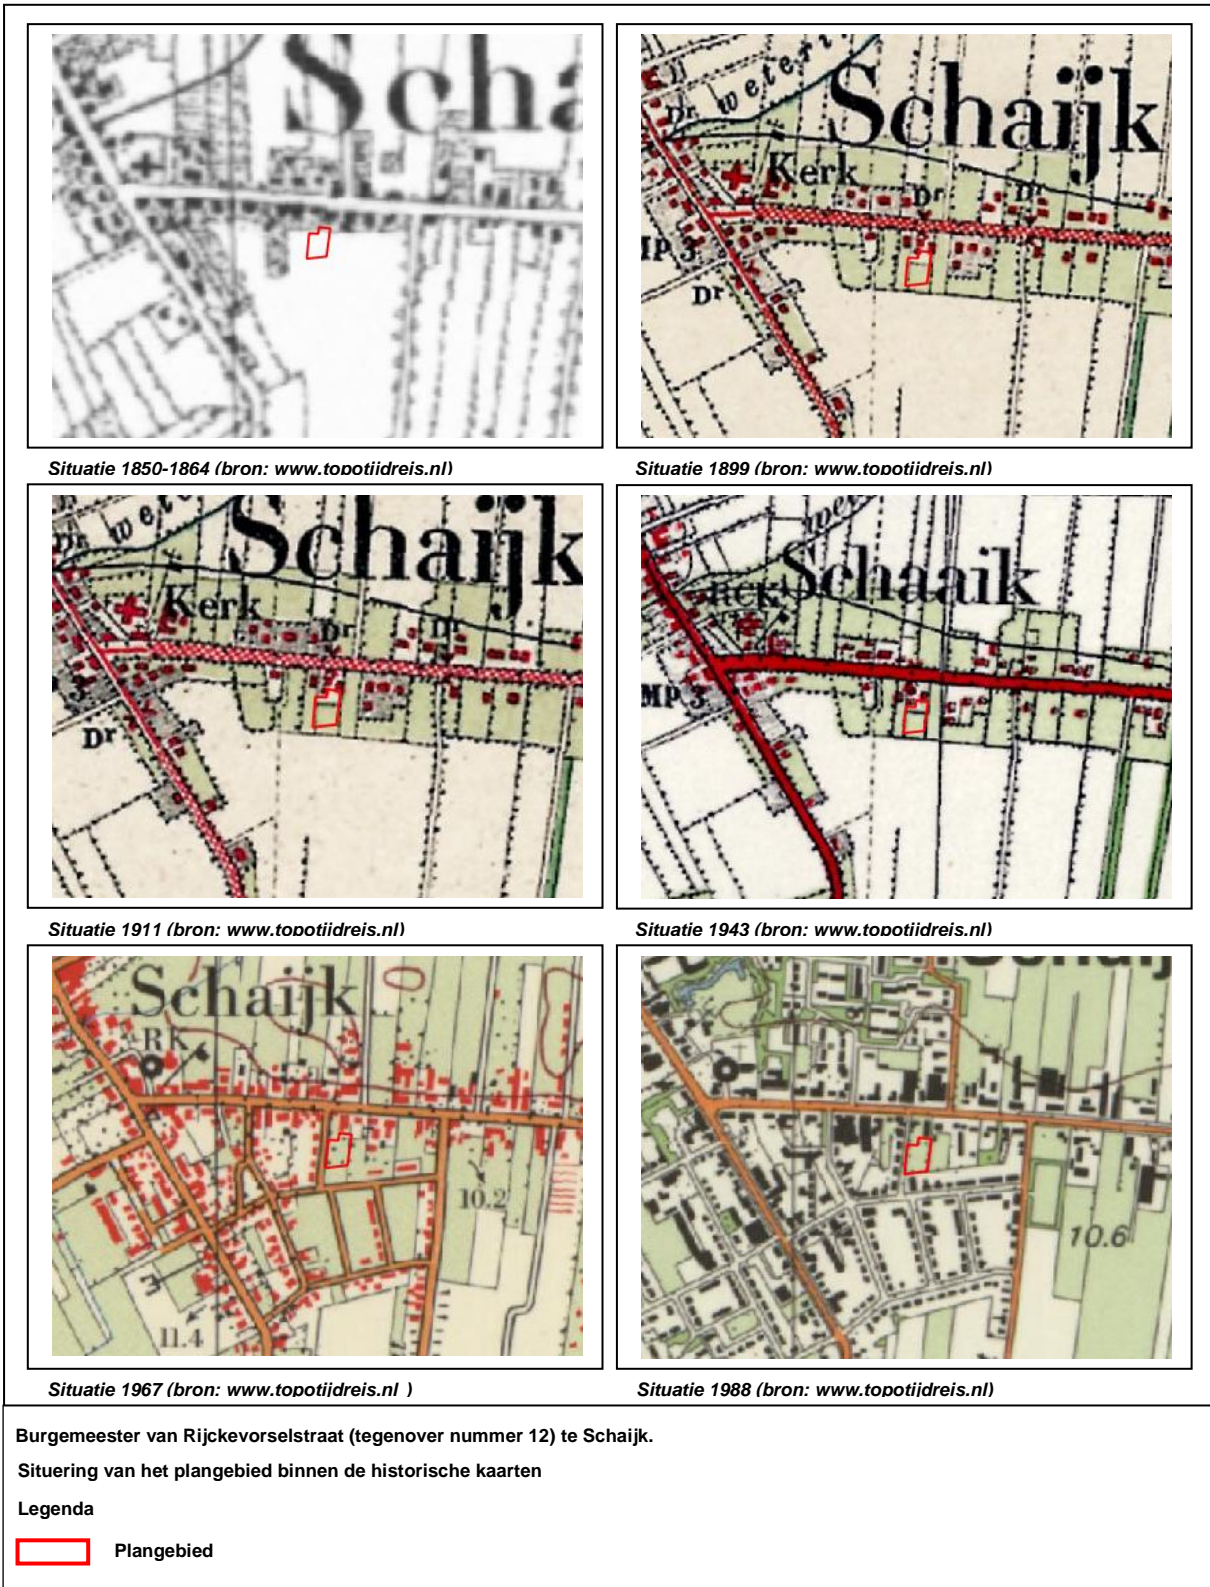 Scha
Situatie 1850-1864 (bron: www.topotijdreis.nl)
Dr weteri
Schaijk
Kerk
Dr
MP 3
Dr
Situatie 1899 (bron: www.topotijdreis.nl)
wet
Schaijk
Kerk
Dr
3
Dr
Situatie 1911 (bron: www.topotijdreis.nl)
Schaaik
MP 3
Situatie 1943 (bron: www.topotijdreis.nl)
Schaijk
RK
10.2
11.4
Situatie 1967 (bron: www.topotijdreis.nl )
10.6
Situatie 1988 (bron: www.topotijdreis.nl)
Burgemeester van Rijckevorselstraat (tegenover nummer 12) te Schaijk.
Situering van het plangebied binnen de historische kaarten
Legenda
Plangebied